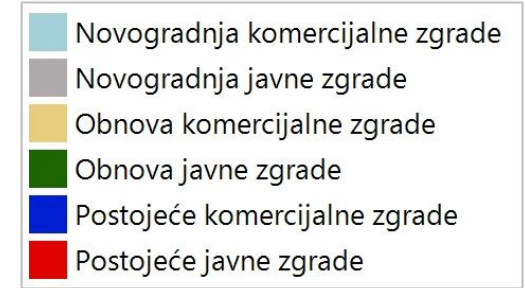 Novogradnja komercijalne zgrade
Novogradnja javne zgrade
Obnova komercijalne zgrade
Obnova javne zgrade
Postojeće komercijalne zgrade
Postojeće javne zgrade